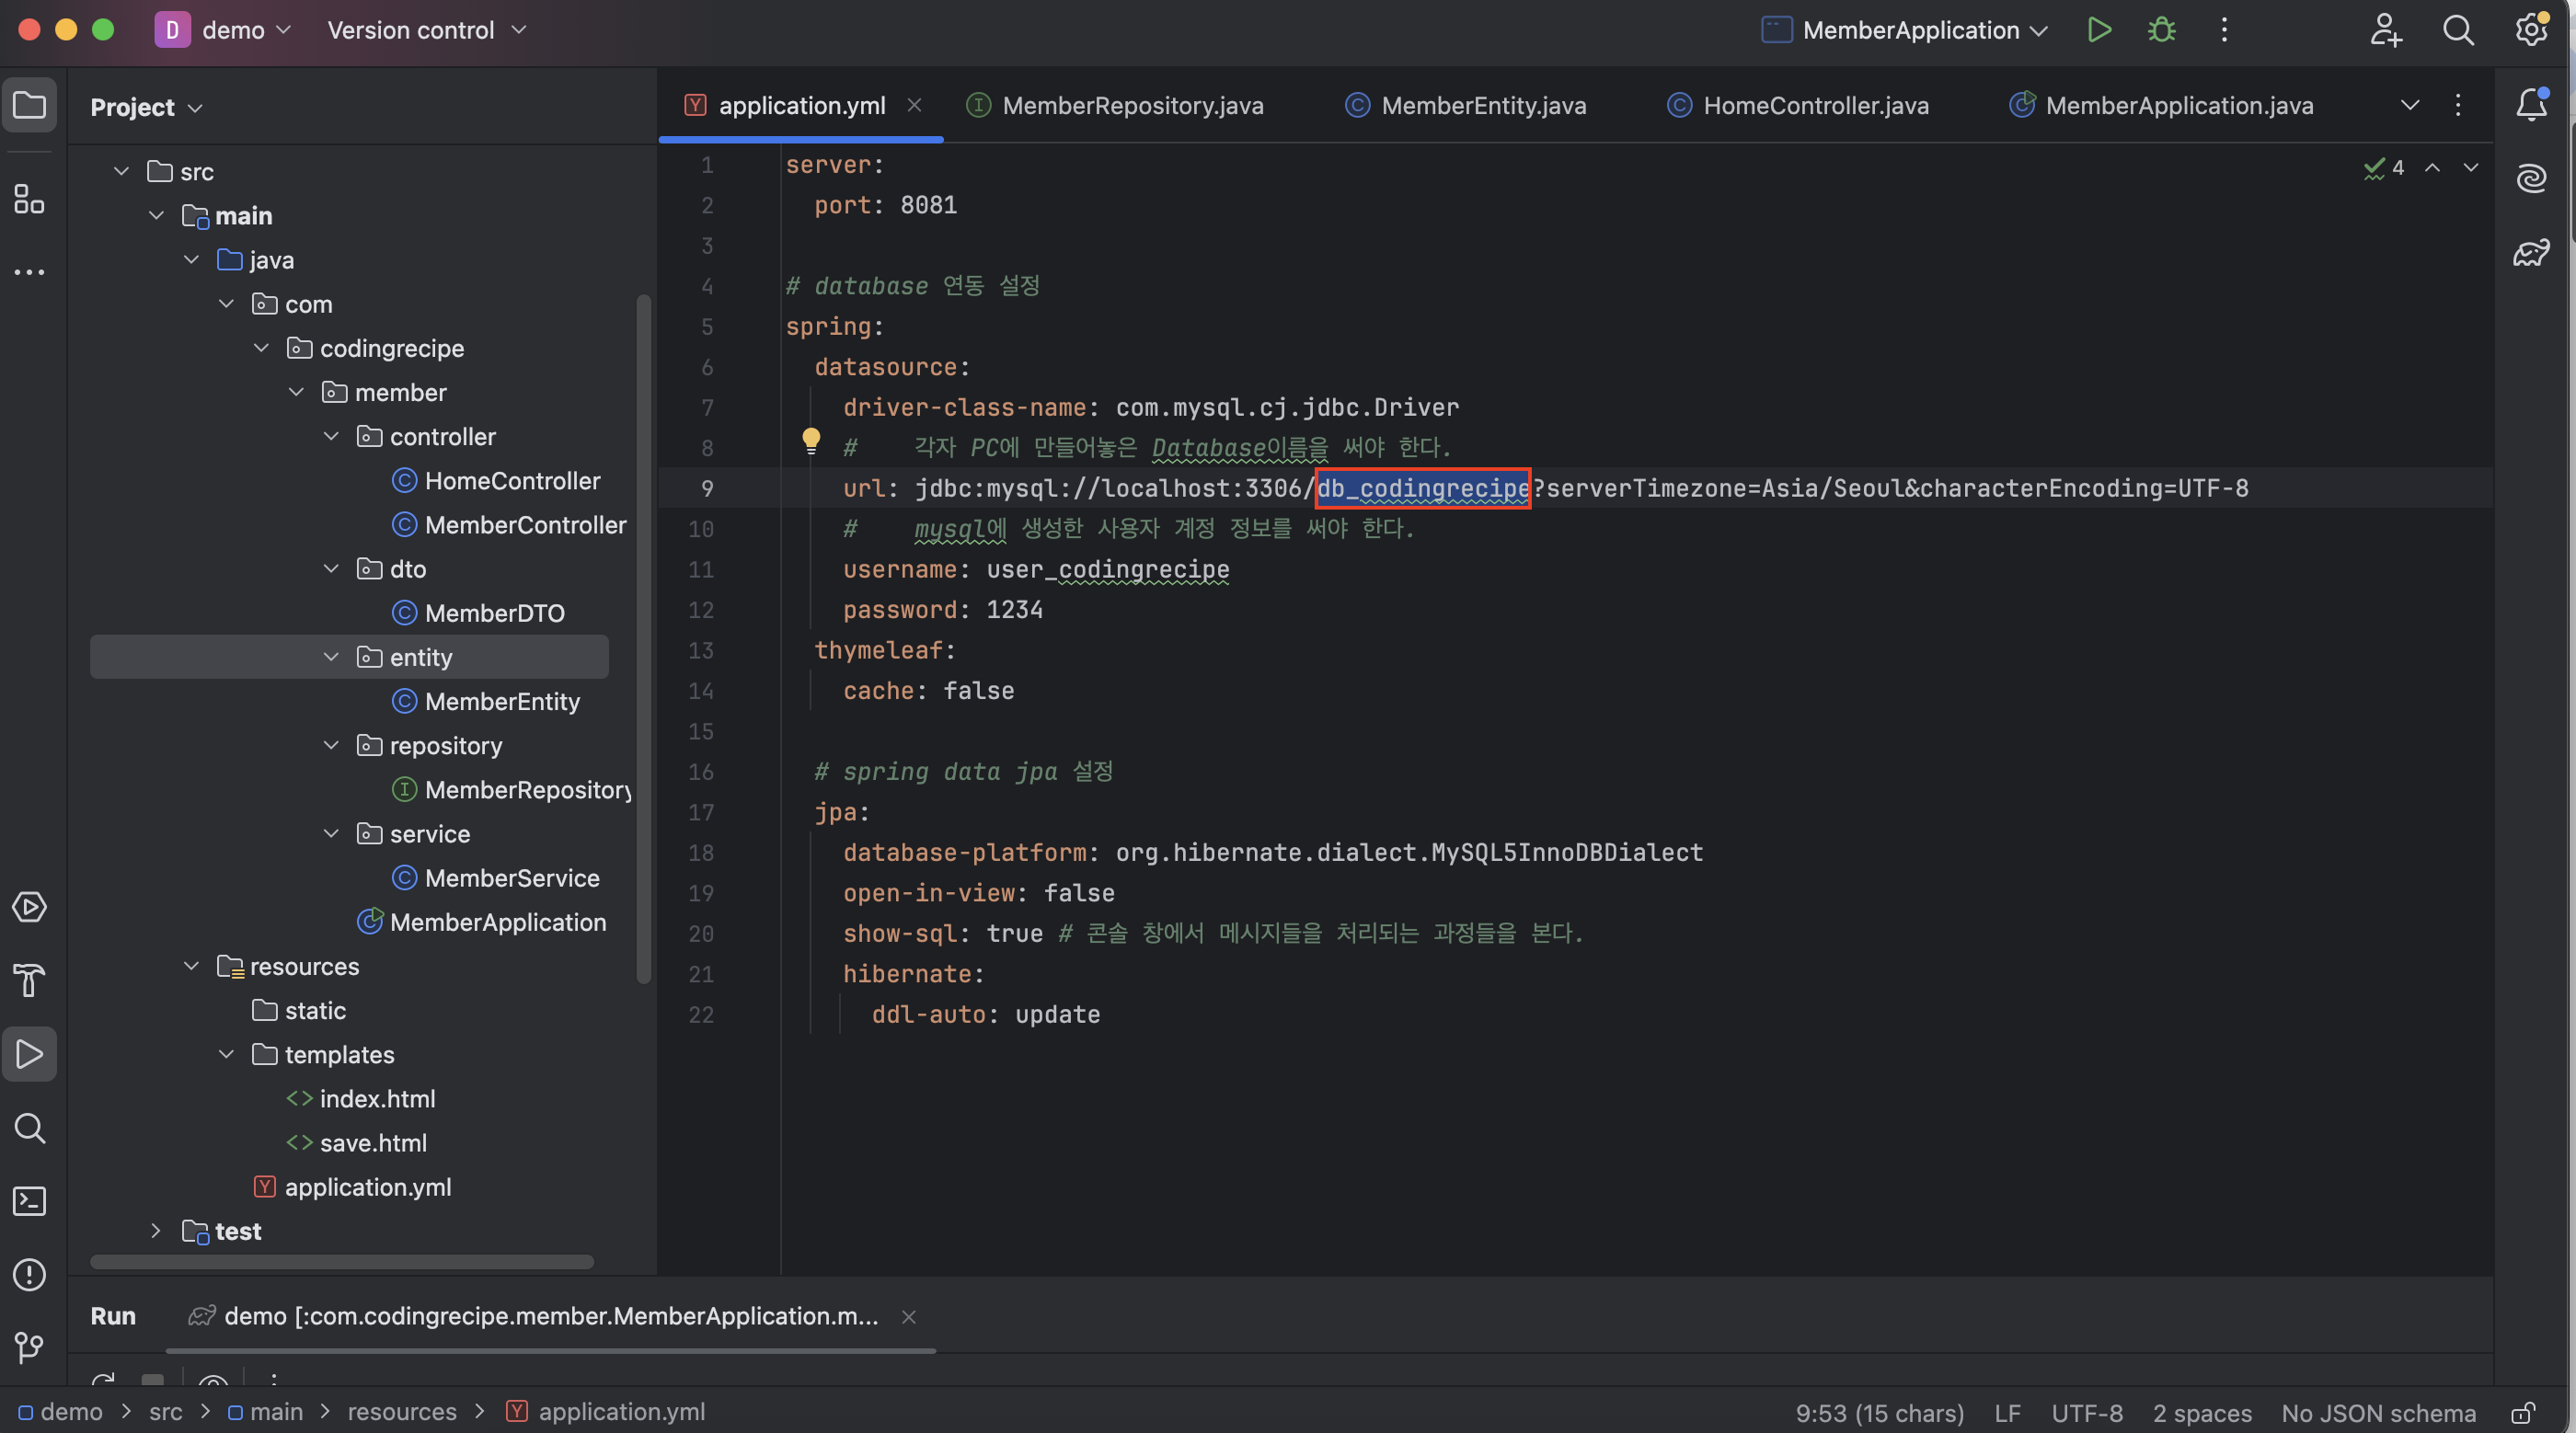 D demo Version control MemberApplication
Project
application.yml MemberRepository.java MemberEntity.java HomeController.java MemberApplication.java
src
main
java
com
codingrecipe
member
controller
HomeController
MemberController
dto
MemberDTO
entity
MemberEntity
repository
MemberRepository
service
MemberService
MemberApplication
resources
static
templates
index.html
save.html
application.yml
test
4
1 server:
2 port: 8081
3
4 # database 연동 설정
5 spring:
6 datasource:
7 driver-class-name: com.mysql.cj.jdbc.Driver
8 # 각자 PC에 만들어놓은 Database이름을 써야 한다.
9 url: jdbc:mysql://localhost:3306/db_codingrecipe?serverTimezone=Asia/Seoul&characterEncoding=UTF-8
10 # mysql에 생성한 사용자 계정 정보를 써야 한다.
11 username: user_codingrecipe
12 password: 1234
13 thymeleaf:
14 cache: false
15
16 # spring data jpa 설정
17 jpa:
18 database-platform: org.hibernate.dialect.MySQL5InnoDBDialect
19 open-in-view: false
20 show-sql: true # 콘솔 창에서 메시지들을 처리되는 과정들을 본다.
21 hibernate:
22 ddl-auto: update
Run demo [:com.codingrecipe.member.MemberApplication.m...
demo > src > main > resources > application.yml
9:53 (15 chars) LF UTF-8 2 spaces No JSON schema